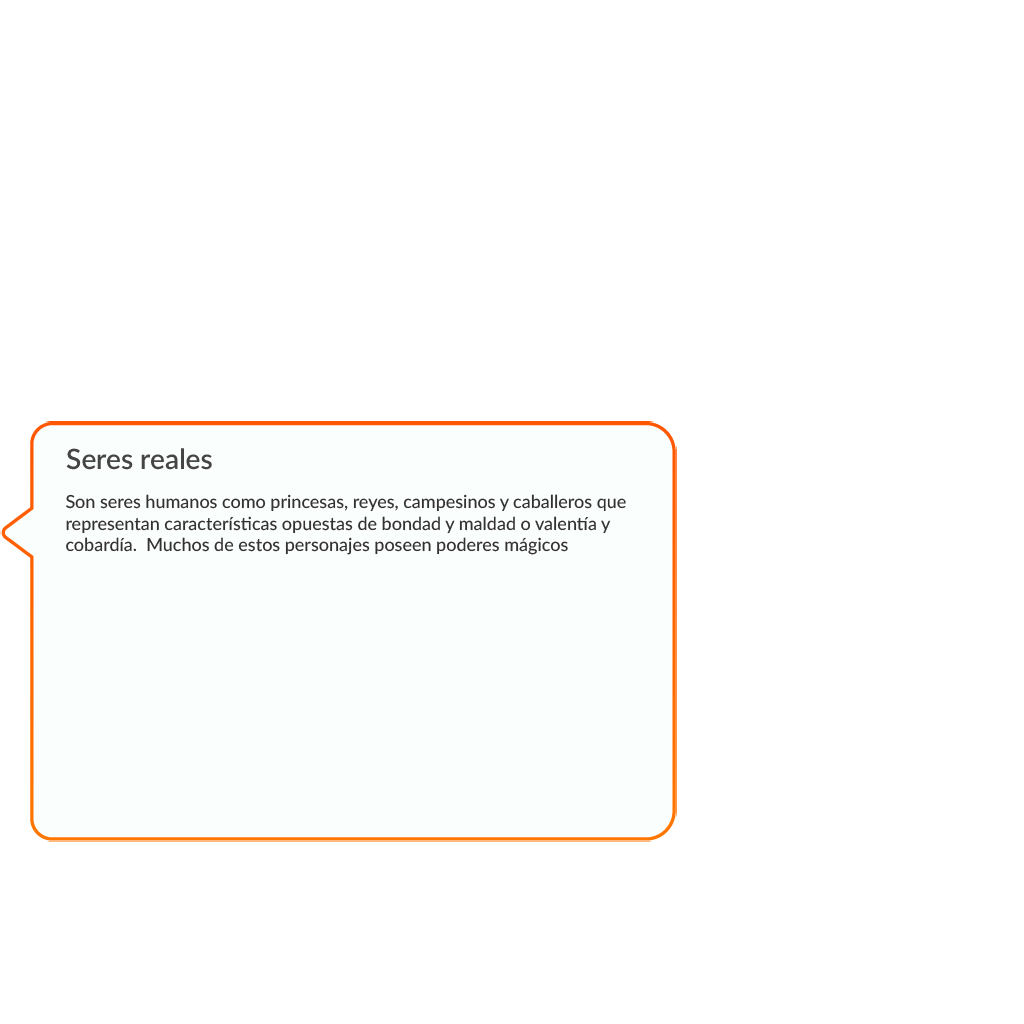 Seres reales
Son seres humanos como princesas, reyes, campesinos y caballeros que
representan características opuestas de bondad y maldad o valentía y
cobardía.  Muchos de estos personajes poseen poderes mágicos